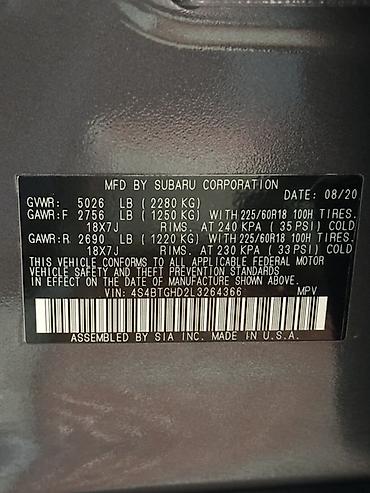 MFD BY SUBARU CORPORATION
GVWR: 5026 LB (2280 KG) DATE: 08/20
GAWR:F 2756 LB (1250 KG) WITH 225/60R18 100H TIRES.
18X7J RIMS. AT 240 KPA (35 PSI) COLD
GAWR:R 2690 LB (1220 KG) WITH 225/60R18 100H TIRES.
18X7J RIMS. AT 230 KPA (33 PSI) COLD
THIS VEHICLE CONFORMS TO ALL APPLICABLE FEDERAL MOTOR
VEHICLE SAFETY AND THEFT PREVENTION STANDARDS
IN EFFECT ON THE DATE OF MANUFACTURE SHOWN ABOVE.
VIN: 4S4BTGHD2L3264366 MPV
ASSEMBLED BY SIA INC. MADE IN U.S.A.